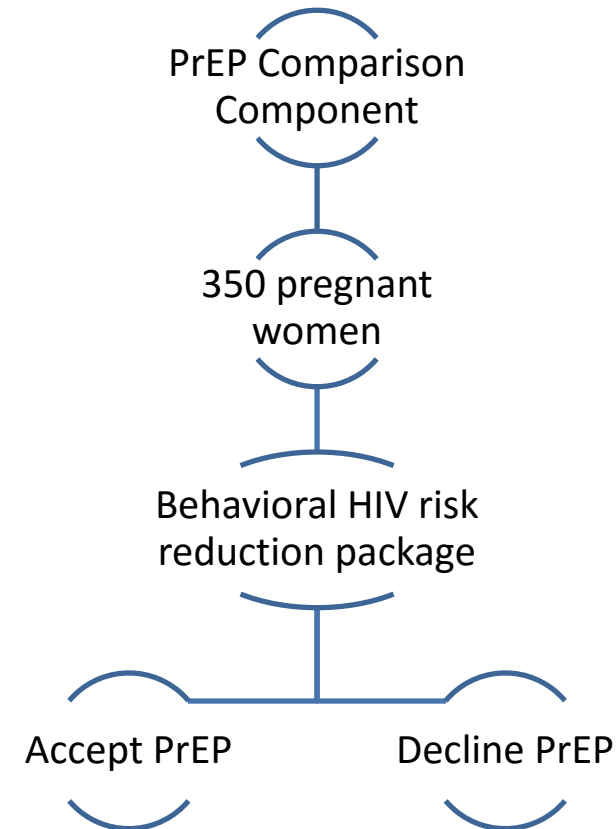 PrEP Comparison
Component
350 pregnant
women
Behavioral HIV risk
reduction package
Accept PrEP
Decline PrEP